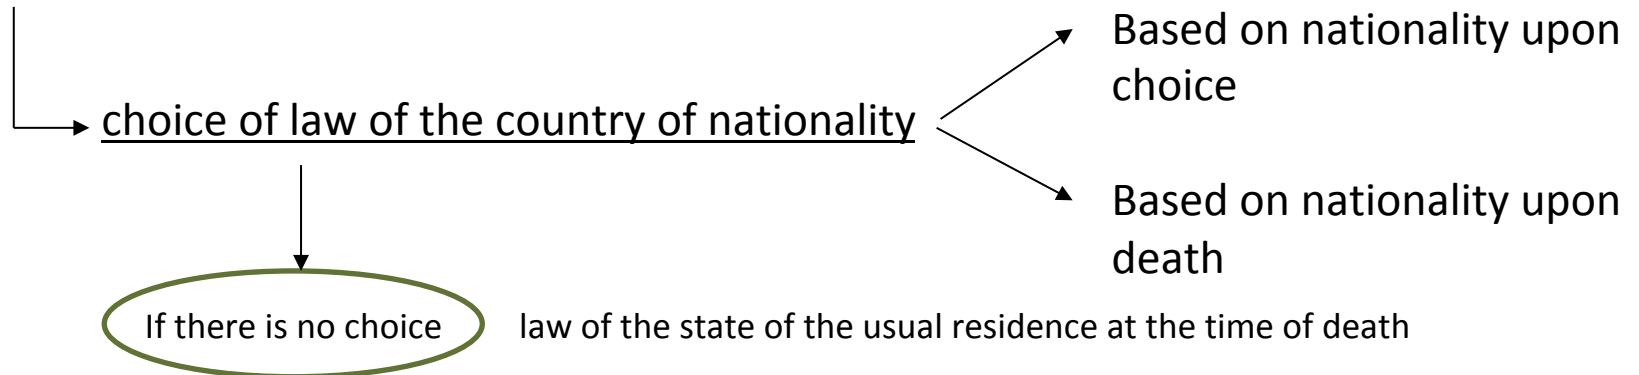 Based on nationality upon
choice
choice of law of the country of nationality
Based on nationality upon
death
If there is no choice law of the state of the usual residence at the time of death